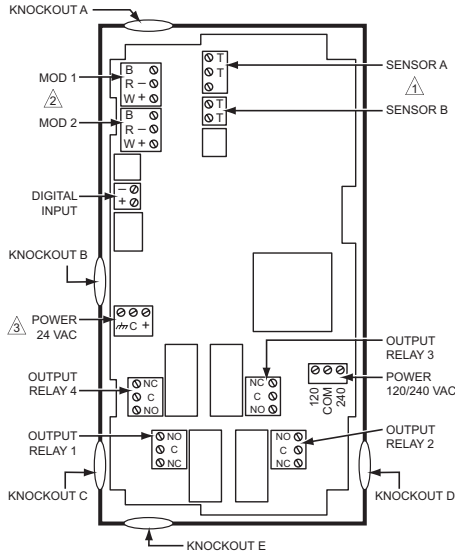 KNOCKOUT A
MOD 1
2
MOD 2
B
R –
W +
B
R –
W +
T
T
T
T
SENSOR A
1
SENSOR B
DIGITAL
INPUT
–
+
KNOCKOUT B
3
POWER
24 VAC
C +
OUTPUT
RELAY 3
OUTPUT
RELAY 4
NC
C
NO
NC
C
NO
120
COM
240
POWER
120/240 VAC
OUTPUT
RELAY 1
NO
C
NC
NO
C
NC
OUTPUT
RELAY 2
KNOCKOUT C
KNOCKOUT D
KNOCKOUT E